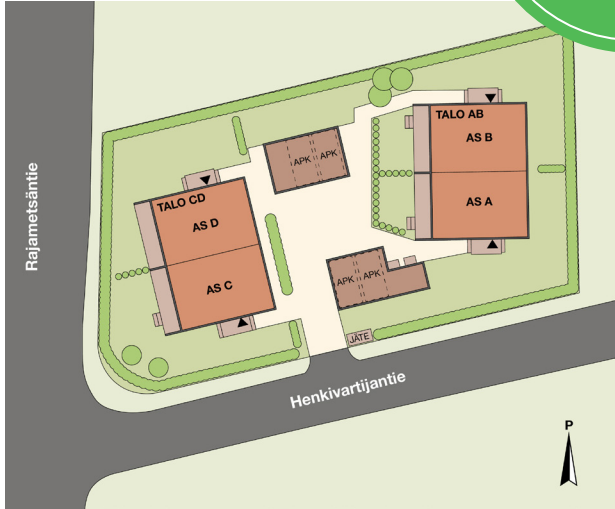 Rajametsäntie
TALO AB
AS B
AS A
APK
APK
TALO CD
AS D
AS C
APK
APK
JÄTE
Henkivartijantie
P